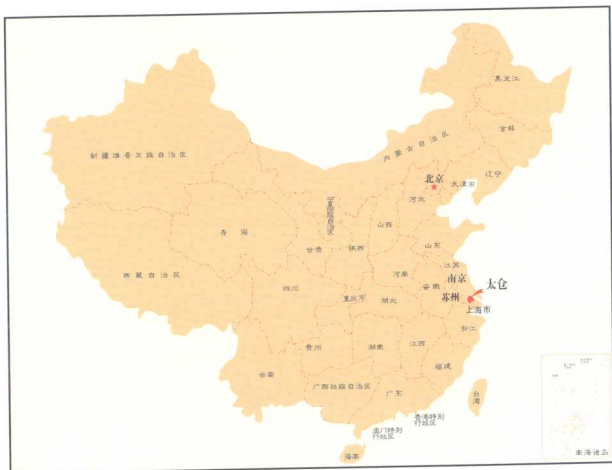 黑龙江
吉林
内蒙古自治区
新疆维吾尔族自治区
辽宁
北京
天津市
河北
宁夏回族自治区
山西
青海
甘肃
陕西
山东
西藏自治区
河南
江苏
南京
安徽
太仓
四川
苏州
重庆市
湖北
上海市
浙江
贵州
湖南
江西
福建
云南
广西壮族自治区
广东
台湾
香港特别
行政区
澳门特别
行政区
海南
南海诸岛